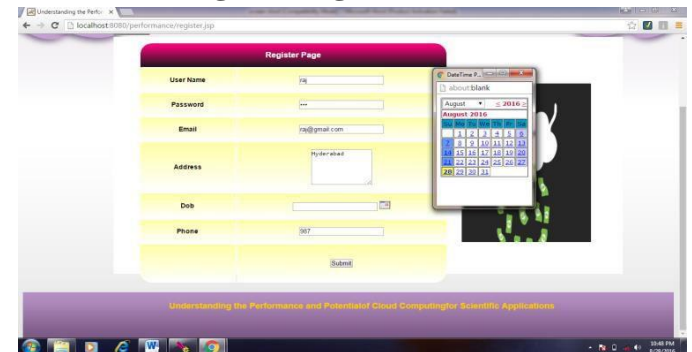 Understanding the Perfo
localhost:8080/performance/register.jsp
Register Page
User Name
raj
Password
•••
Email
raj@gmail.com
Address
Hyderabad
Dob
Phone
987
Submit
DateTime P...
about:blank
August ≤ 2016 ≥
August 2016
Su Mo Tu We Th Fr Sa
1 2 3 4 5 6
7 8 9 10 11 12 13
14 15 16 17 18 19 20
21 22 23 24 25 26 27
28 29 30 31
Understanding the Performance and Potentialof Cloud Computingfor Scientific Applications
10:48 PM
8/28/2016